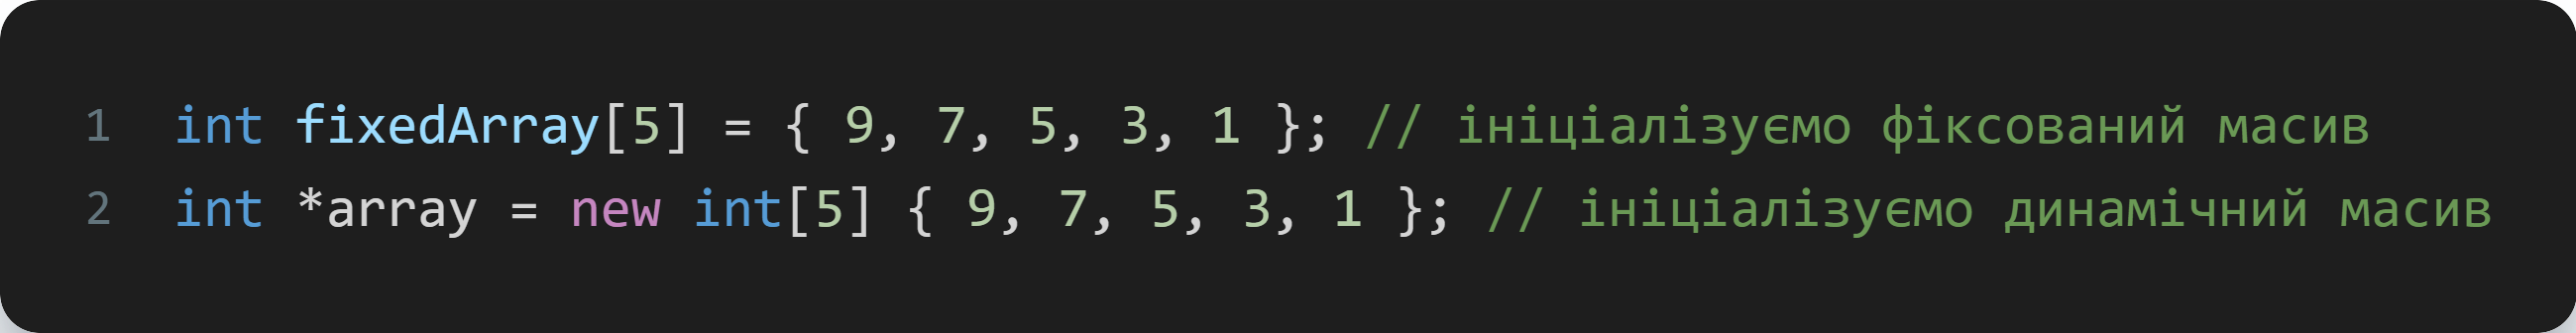 1 int fixedArray[5] = { 9, 7, 5, 3, 1 }; // ініціалізуємо фіксований масив
2 int *array = new int[5] { 9, 7, 5, 3, 1 }; // ініціалізуємо динамічний масив